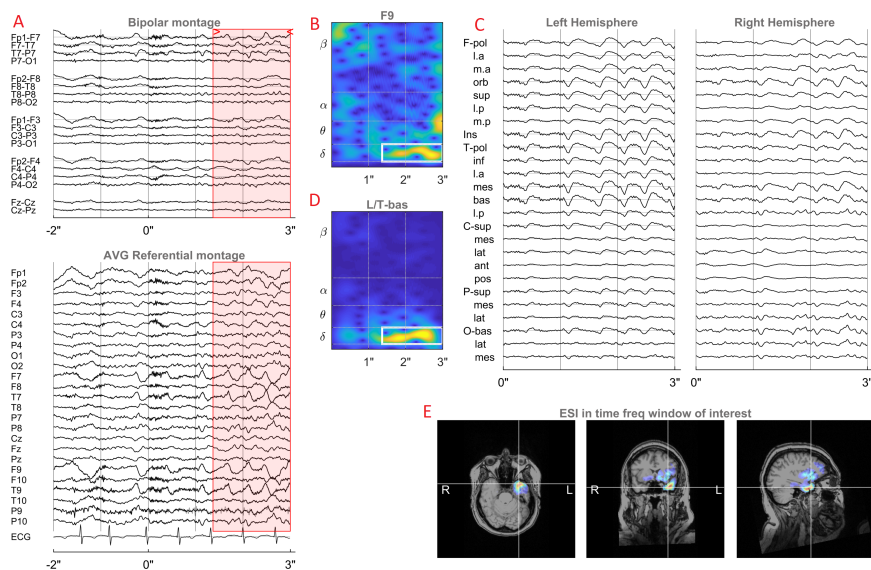 A
Bipolar montage
Fp1-F7
F7-T7
T7-P7
P7-O1
Fp2-F8
F8-T8
T8-P8
P8-O2
Fp1-F3
F3-C3
C3-P3
P3-O1
Fp2-F4
F4-C4
C4-P4
P4-O2
Fz-Cz
Cz-Pz
-2" 0" 3"
AVG Referential montage
Fp1
Fp2
F3
F4
C3
C4
P3
P4
O1
O2
F7
F8
T7
T8
P7
P8
Cz
Fz
Pz
F9
F10
T9
T10
P9
P10
ECG
-2" 0" 3"
B
F9
β
α
θ
δ
1" 2" 3"
D
L/T-bas
β
α
θ
δ
1" 2" 3"
C
Left Hemisphere Right Hemisphere
F-pol
l.a
m.a
orb
sup
l.p
m.p
Ins
T-pol
inf
l.a
mes
bas
l.p
C-sup
mes
lat
ant
pos
P-sup
mes
lat
O-bas
lat
mes
0" 3" 0" 3"
E
ESI in time freq window of interest
R L R L